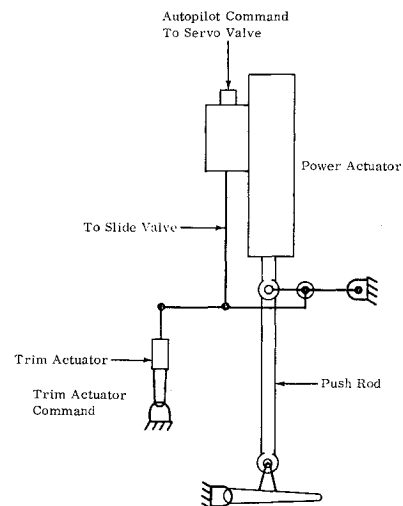 Autopilot Command
To Servo Valve
Power Actuator
To Slide Valve
Trim Actuator
Trim Actuator
Command
Push Rod